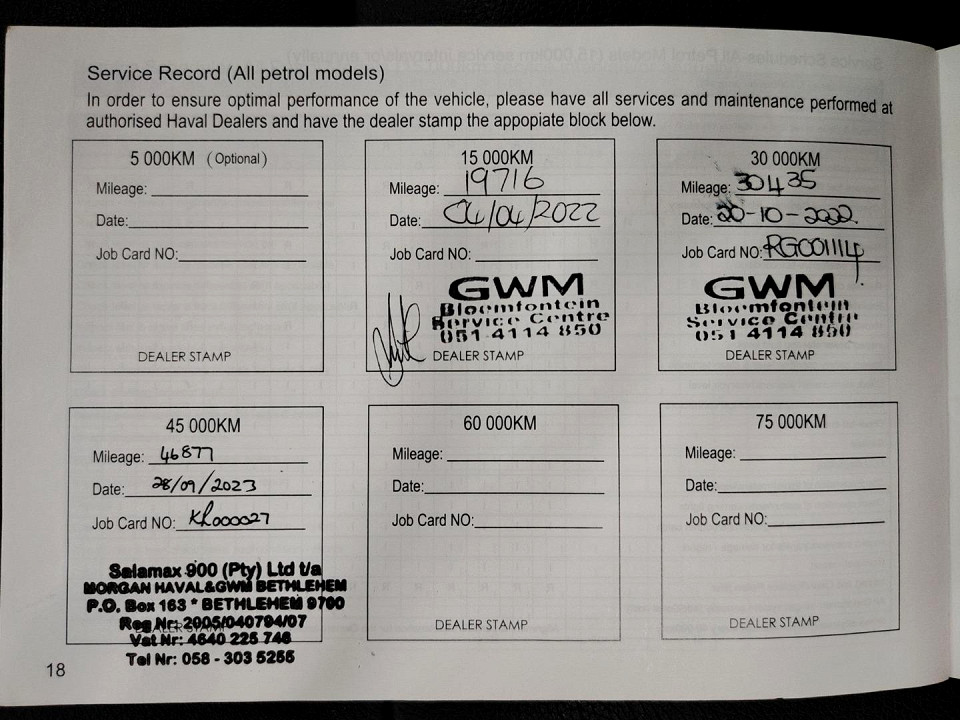 Service Record (All petrol models)
In order to ensure optimal performance of the vehicle, please have all services and maintenance performed at
authorised Haval Dealers and have the dealer stamp the appopiate block below.
5 000KM (Optional)
Mileage:
Date:
Job Card NO:
DEALER STAMP
15 000KM
Mileage: 19716
Date: 04/04/2022
Job Card NO:
GWM
Bloemfontein
Service Centre
051 4114 850
DEALER STAMP
30 000KM
Mileage: 30435
Date: 20-10-2022.
Job Card NO: RG001114
GWM
Bloemfontein
Service Centre
051 4114 850
DEALER STAMP
45 000KM
Mileage: 46877
Date: 28/09/2023
Job Card NO: KR000027
Salamax 900 (Pty) Ltd t/a
MORGAN HAVAL&GWM BETHLEHEM
P.O. Box 163 * BETHLEHEM 9700
Reg Nr: 2005/040794/07
DEALER STAMP
Vat Nr: 4640 225 746
Tel Nr: 058 - 303 5255
60 000KM
Mileage:
Date:
Job Card NO:
DEALER STAMP
75 000KM
Mileage:
Date:
Job Card NO:
DEALER STAMP
18